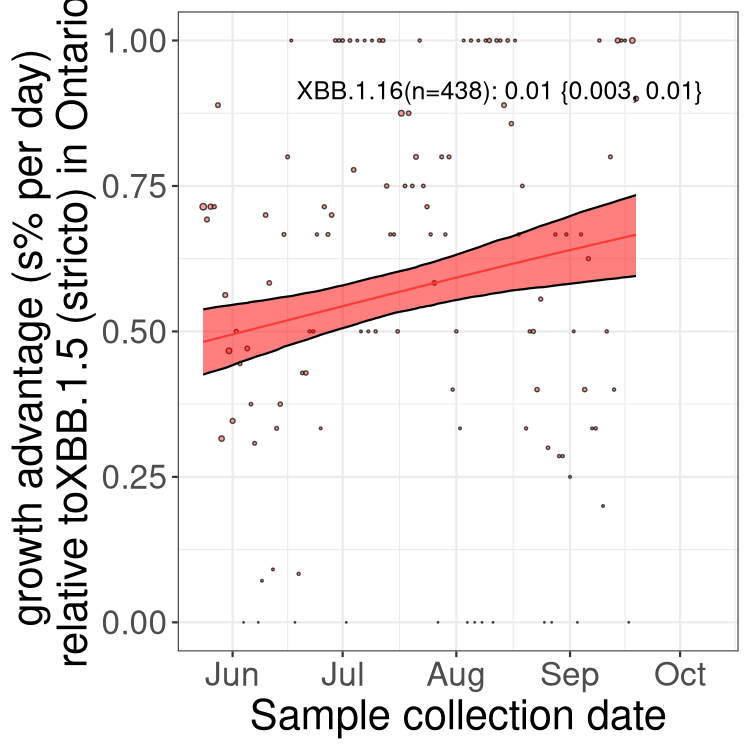 growth advantage (s% per day)
relative toXBB.1.5 (stricto) in Ontario
1.00
0.75
0.50
0.25
0.00
XBB.1.16(n=438): 0.01 {0.003, 0.01}
Jun Jul Aug Sep Oct
Sample collection date